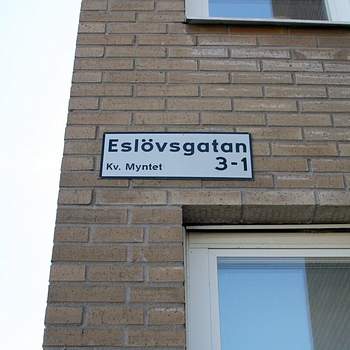 Eslövsgatan
Kv. Myntet 3-1